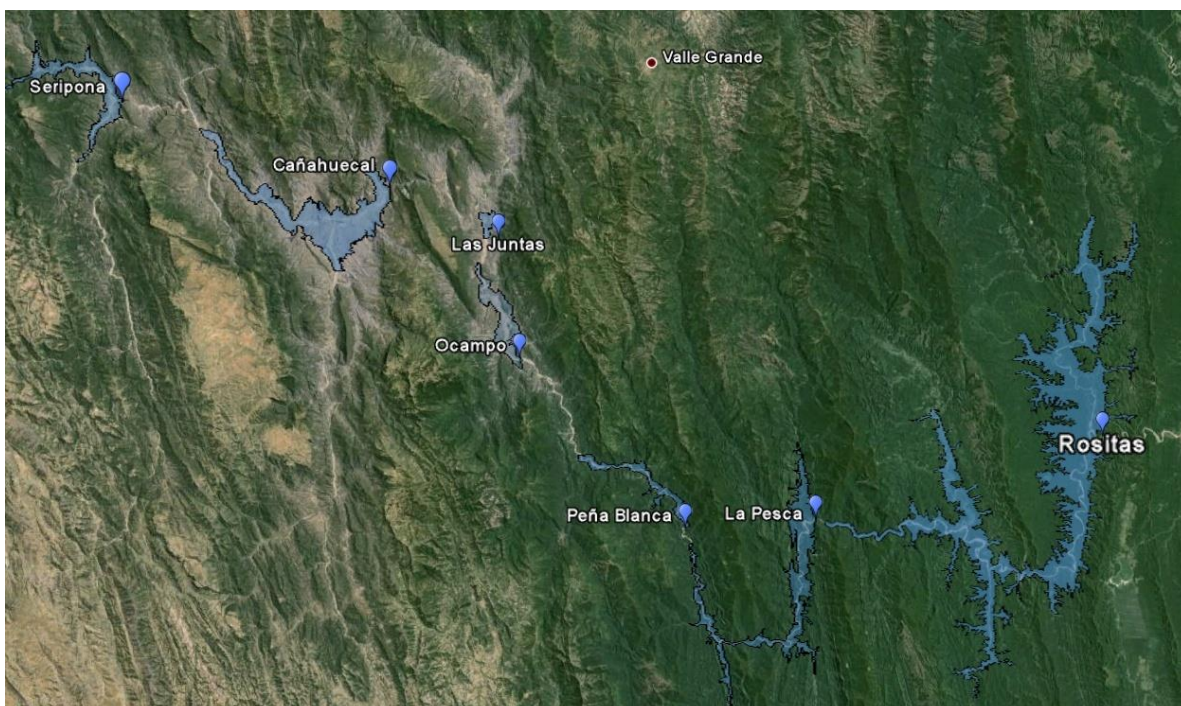 Valle Grande
Seripona
Cañahuecal
Las Juntas
Ocampo
Rositas
Peña Blanca
La Pesca